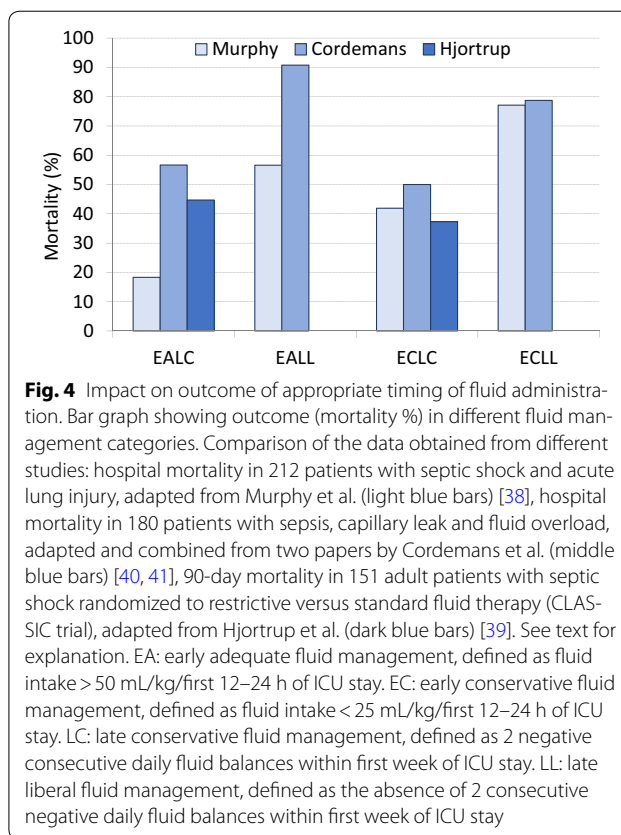 100
90
80
70
60
50
40
30
20
10
0
Mortality (%)
Murphy Cordemans Hjortrup
EALC EALL ECLC ECLL
Fig. 4 Impact on outcome of appropriate timing of fluid administra-
tion. Bar graph showing outcome (mortality %) in different fluid man-
agement categories. Comparison of the data obtained from different
studies: hospital mortality in 212 patients with septic shock and acute
lung injury, adapted from Murphy et al. (light blue bars) [38], hospital
mortality in 180 patients with sepsis, capillary leak and fluid overload,
adapted and combined from two papers by Cordemans et al. (middle
blue bars) [40, 41], 90-day mortality in 151 adult patients with septic
shock randomized to restrictive versus standard fluid therapy (CLAS-
SIC trial), adapted from Hjortrup et al. (dark blue bars) [39]. See text for
explanation. EA: early adequate fluid management, defined as fluid
intake > 50 mL/kg/first 12–24 h of ICU stay. EC: early conservative fluid
management, defined as fluid intake < 25 mL/kg/first 12–24 h of ICU
stay. LC: late conservative fluid management, defined as 2 negative
consecutive daily fluid balances within first week of ICU stay. LL: late
liberal fluid management, defined as the absence of 2 consecutive
negative daily fluid balances within first week of ICU stay